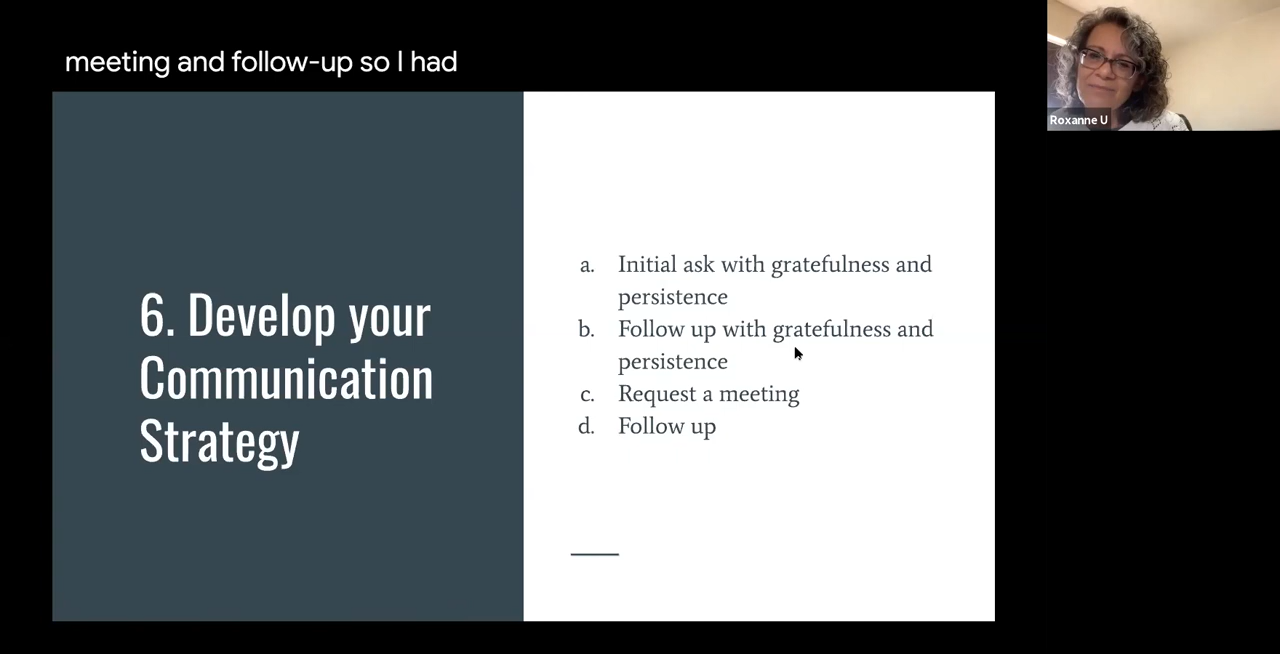 meeting and follow-up so I had
Roxanne U
6. Develop your
Communication
Strategy
a. Initial ask with gratefulness and
persistence
b. Follow up with gratefulness and
persistence
c. Request a meeting
d. Follow up